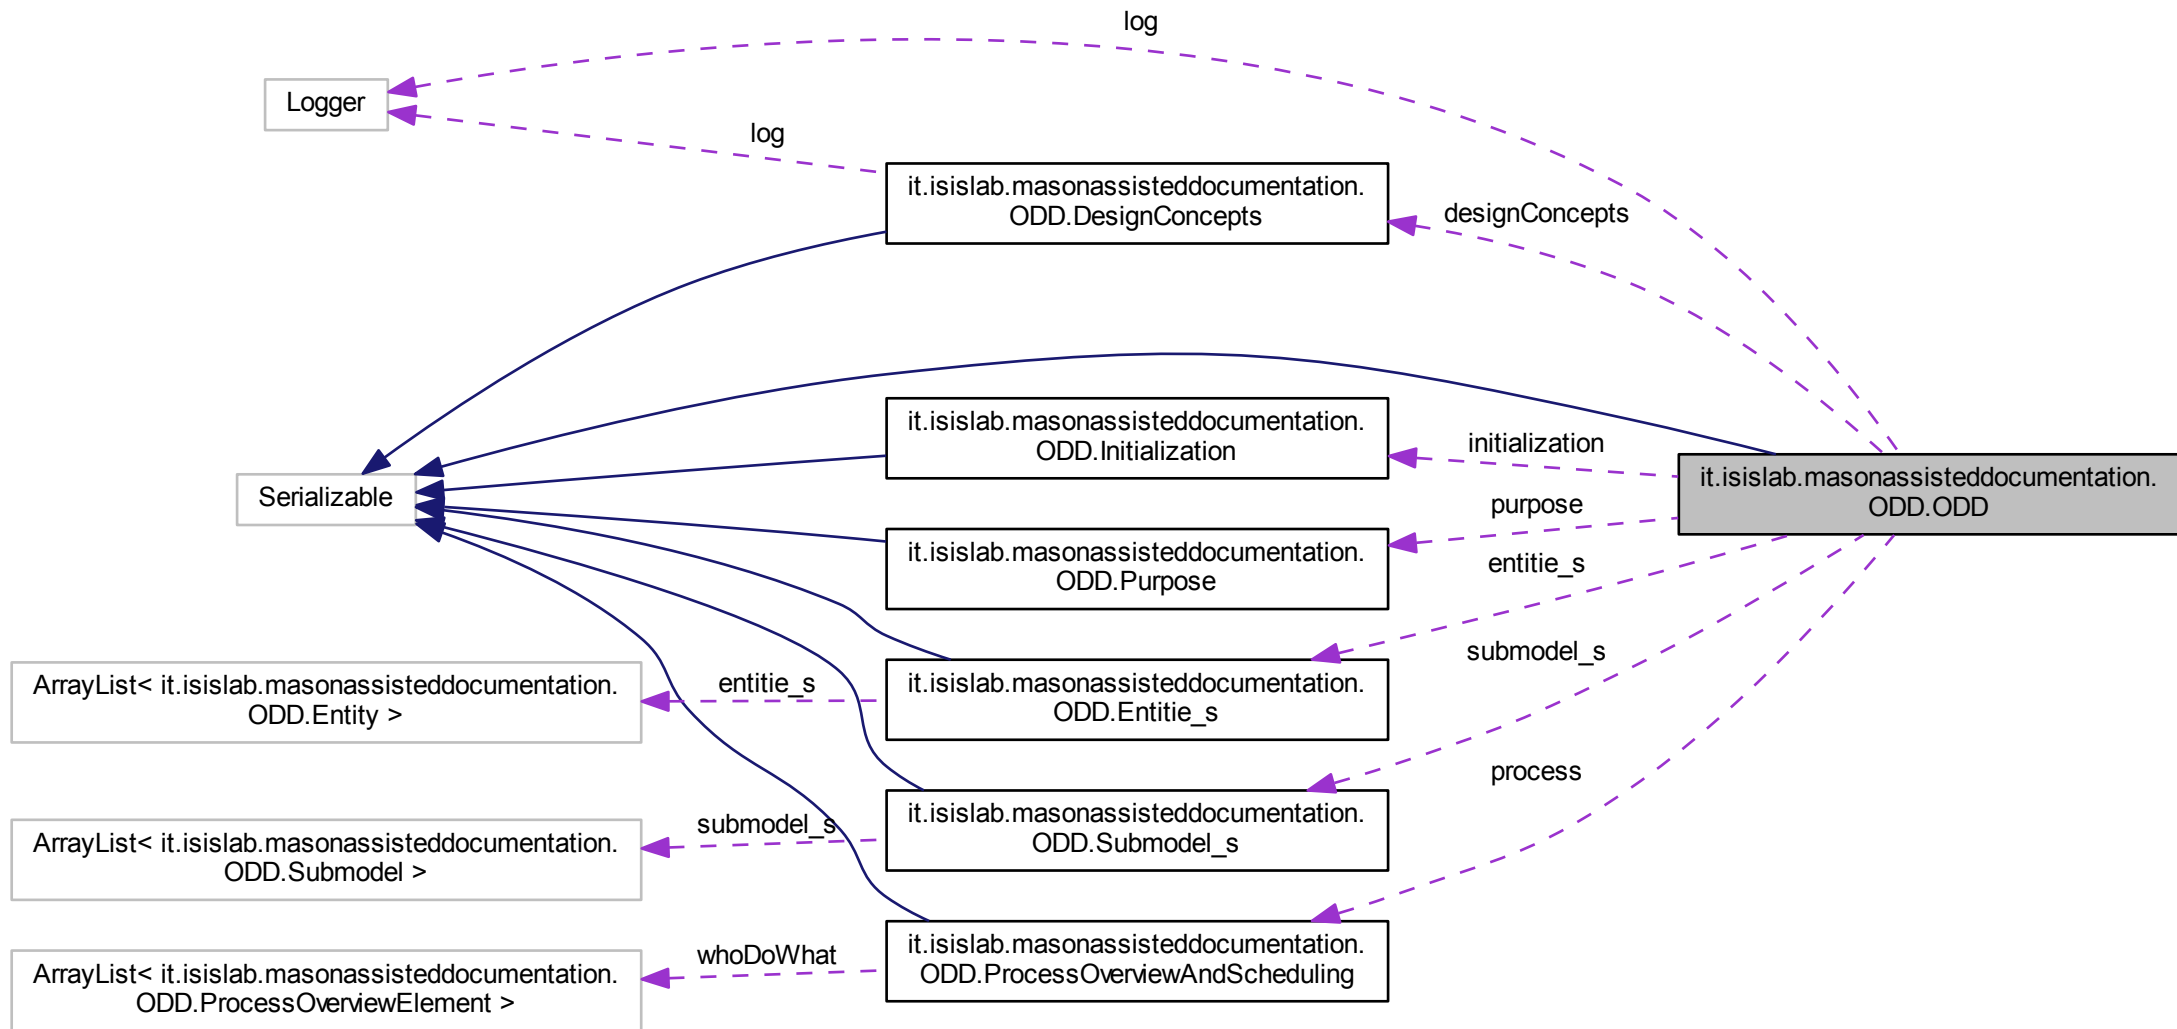 log
Logger
log
it.isislab.masonassisteddocumentation.
ODD.DesignConcepts
designConcepts
it.isislab.masonassisteddocumentation.
ODD.Initialization
initialization
Serializable
it.isislab.masonassisteddocumentation.
ODD.ODD
purpose
it.isislab.masonassisteddocumentation.
ODD.Purpose
entitie_s
ArrayList< it.isislab.masonassisteddocumentation.
ODD.Entity >
entitie_s
it.isislab.masonassisteddocumentation.
ODD.Entitie_s
submodel_s
ArrayList< it.isislab.masonassisteddocumentation.
ODD.Submodel >
submodel_s
it.isislab.masonassisteddocumentation.
ODD.Submodel_s
process
ArrayList< it.isislab.masonassisteddocumentation.
ODD.ProcessOverviewElement >
whoDoWhat
it.isislab.masonassisteddocumentation.
ODD.ProcessOverviewAndScheduling